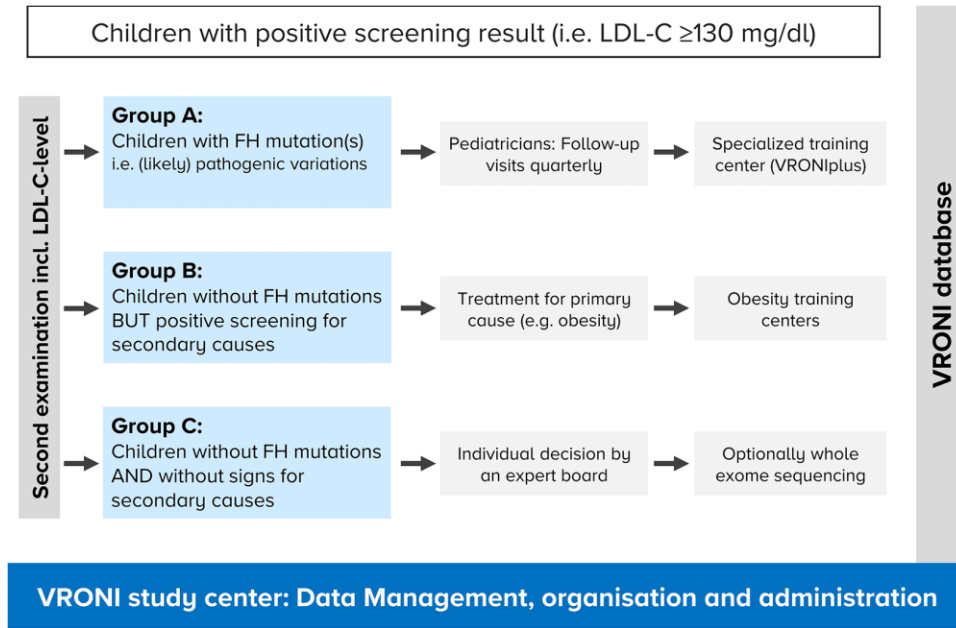 Children with positive screening result (i.e. LDL-C ≥130 mg/dl)
Second examination incl. LDL-C-level
Group A:
Children with FH mutation(s)
i.e. (likely) pathogenic variations
Pediatricians: Follow-up
visits quarterly
Specialized training
center (VRONIplus)
Group B:
Children without FH mutations
BUT positive screening for
secondary causes
Treatment for primary
cause (e.g. obesity)
Obesity training
centers
Group C:
Children without FH mutations
AND without signs for
secondary causes
Individual decision by
an expert board
Optionally whole
exome sequencing
VRONI database
VRONI study center: Data Management, organisation and administration